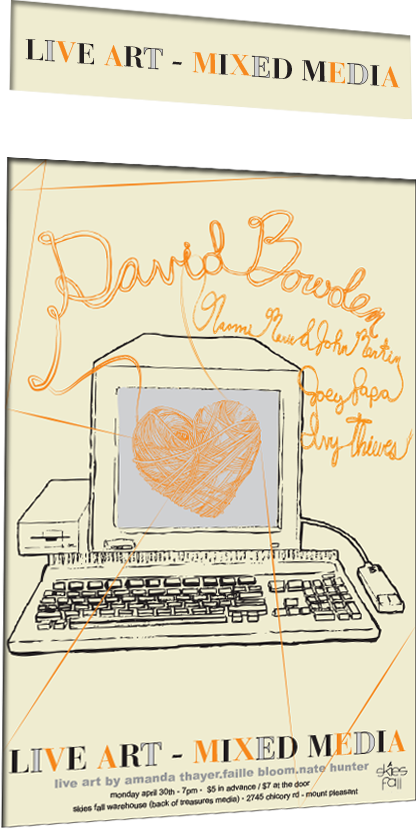 LIVE ART - MIXED MEDIA
David Bowden
Naomi Marie & John Martin
Joey Papa
Ivy Thieves
LIVE ART - MIXED MEDIA
live art by amanda thayer.faille bloom.nate hunter
monday april 30th - 7pm - $5 in advance / $7 at the door
skies fall warehouse (back of treasures media) - 2745 chicory rd - mount pleasant
skies
fall